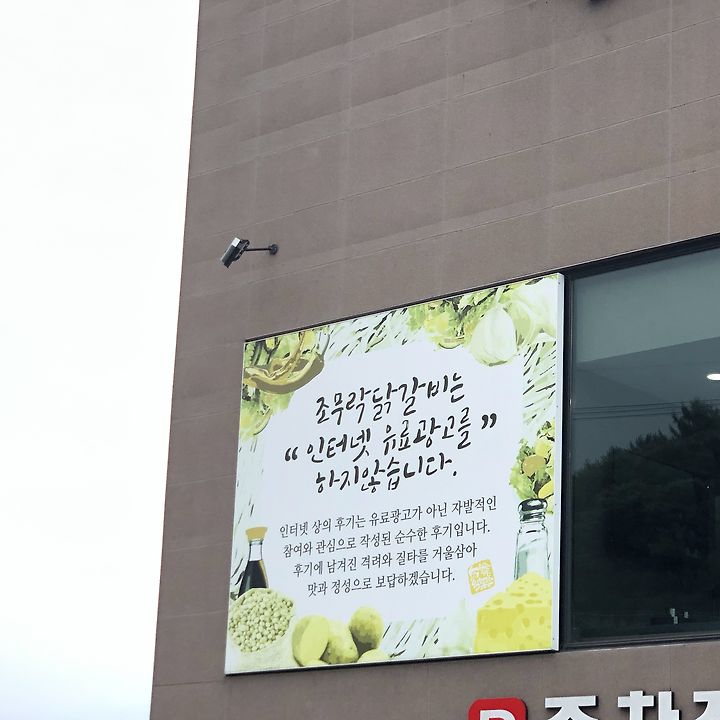 조무락닭갈비는
“인터넷 유료광고를”
하지않습니다.
인터넷 상의 후기는 유료광고가 아닌 자발적인
참여와 관심으로 작성된 순수한 후기입니다.
후기에 남겨진 격려와 질타를 거울삼아
맛과 정성으로 보답하겠습니다.